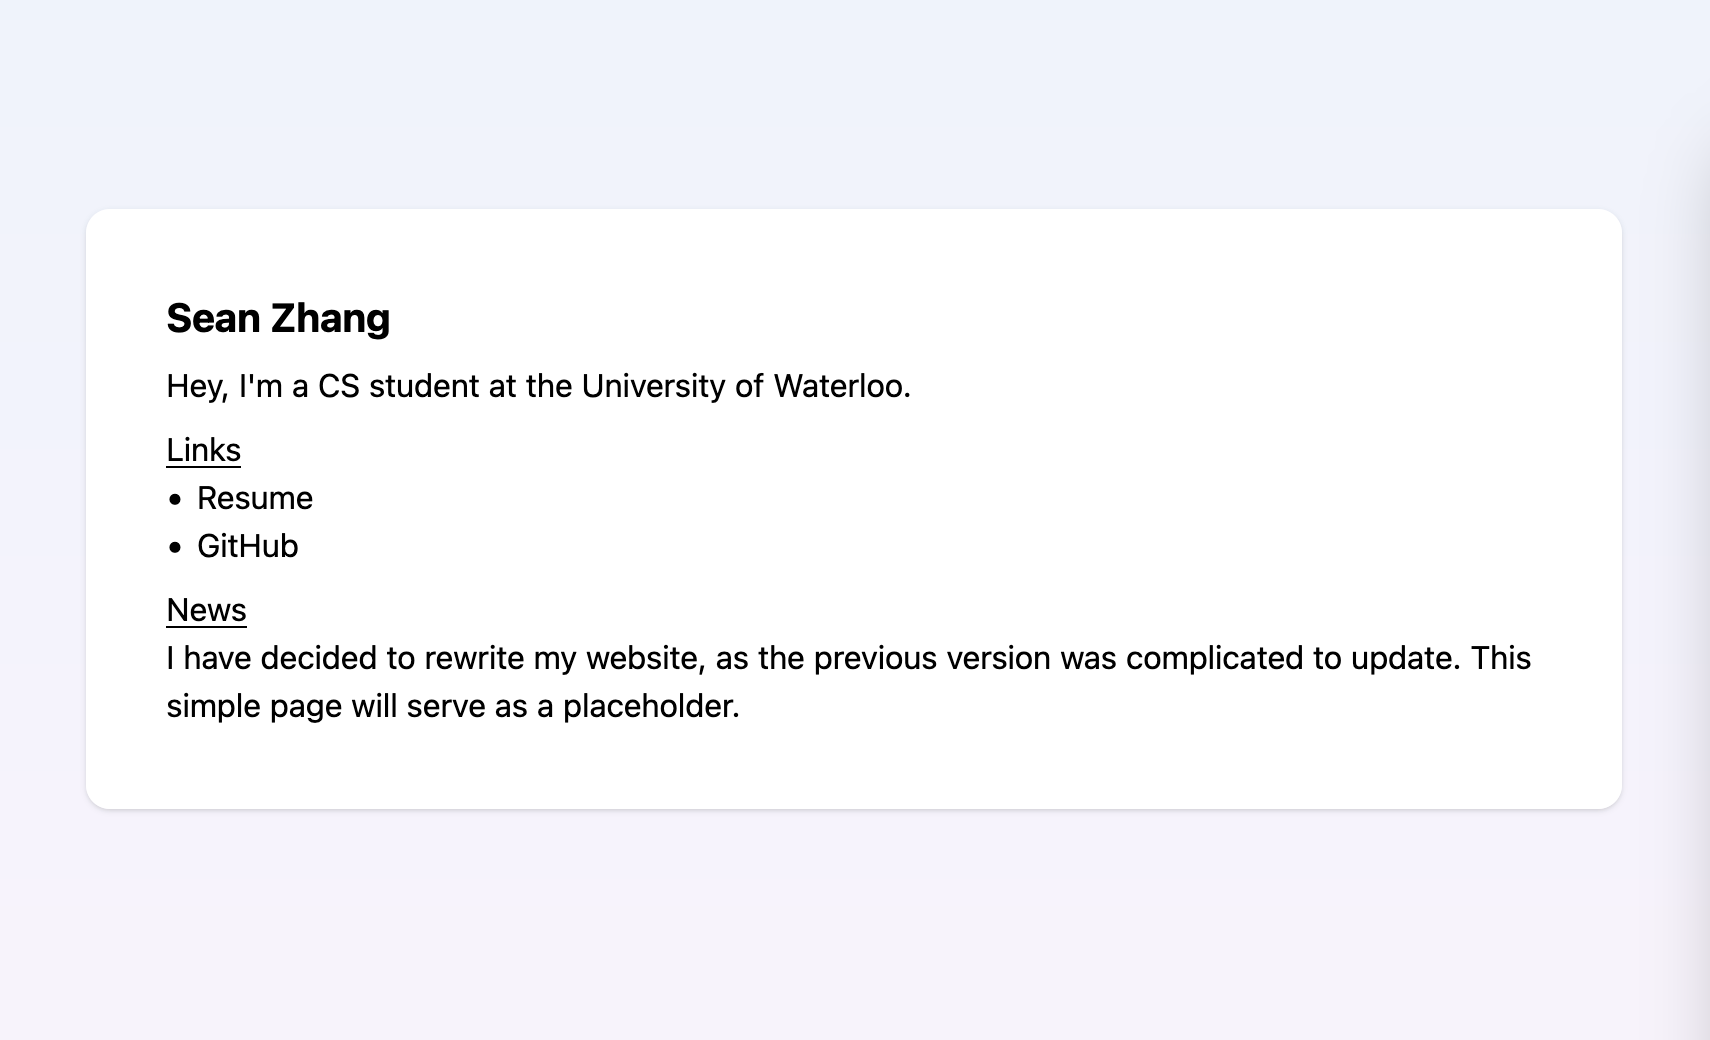 Sean Zhang
Hey, I'm a CS student at the University of Waterloo.
Links
• Resume
• GitHub
News
I have decided to rewrite my website, as the previous version was complicated to update. This
simple page will serve as a placeholder.